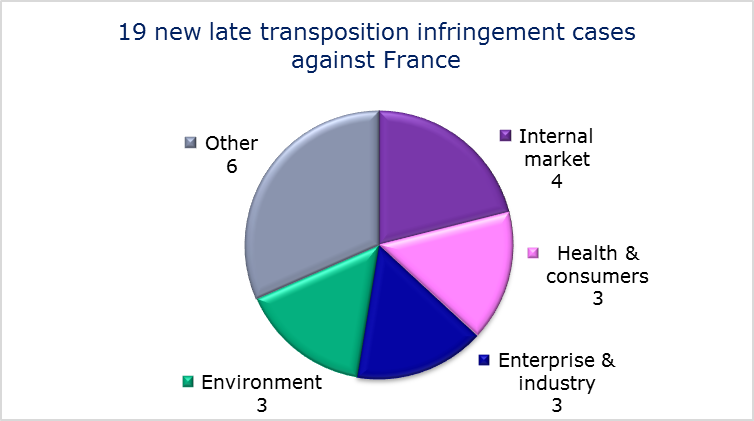 19 new late transposition infringement cases
against France
Other
6
Internal
market
4
Health &
consumers
3
Enterprise &
industry
3
Environment
3